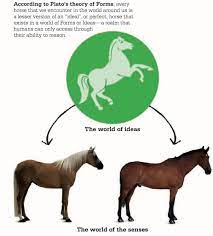 According to Plato's theory of Forms, every
horse that we encounter in the world around us is
a lesser version of an "ideal", or perfect, horse that
exists in a world of Forms or Ideas—a realm that
humans can only access through
their ability to reason.
The world of ideas
The world of the senses